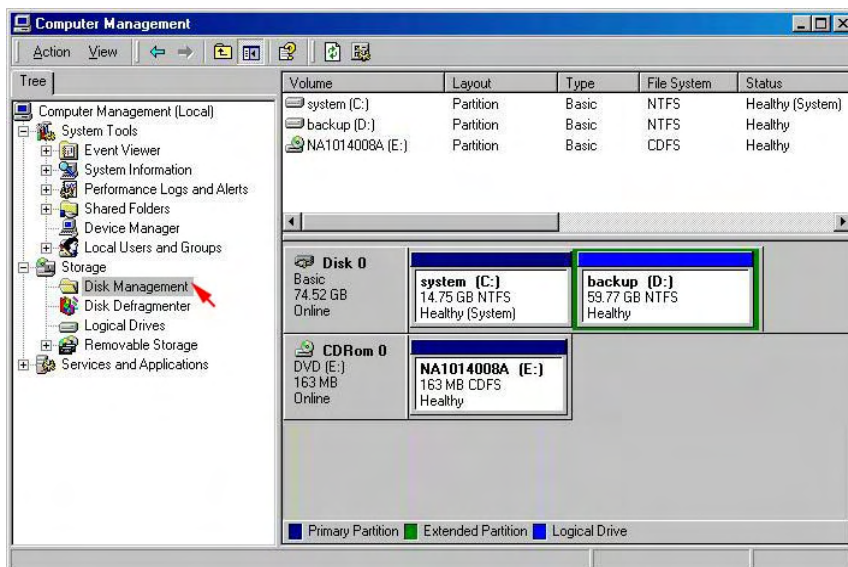 Computer Management
Action View
Tree
Computer Management (Local)
System Tools
Event Viewer
System Information
Performance Logs and Alerts
Shared Folders
Device Manager
Local Users and Groups
Storage
Disk Management
Disk Defragmenter
Logical Drives
Removable Storage
Services and Applications
Volume Layout Type File System Status
system (C:) Partition Basic NTFS Healthy (System)
backup (D:) Partition Basic NTFS Healthy
NA1014008A (E:) Partition Basic CDFS Healthy
Disk 0
Basic
74.52 GB
Online
system (C:)
14.75 GB NTFS
Healthy (System)
backup (D:)
59.77 GB NTFS
Healthy
CDRom 0
DVD (E:)
163 MB
Online
NA1014008A (E:)
163 MB CDFS
Healthy
Primary Partition Extended Partition Logical Drive